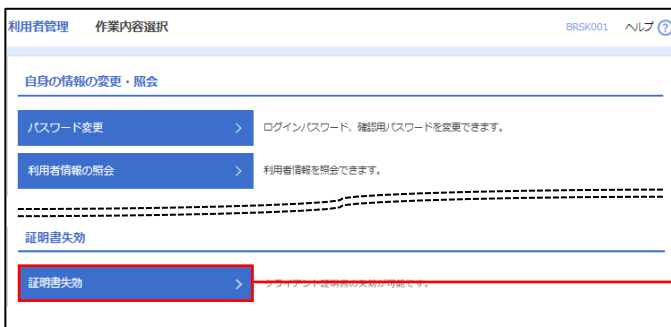 利用者管理 作業内容選択 BRSK001 ヘルプ ?
自身の情報の変更・照会
パスワード変更 ログインパスワード、確認用パスワードを変更できます。
利用者情報の照会 利用者情報を照会できます。
証明書失効
証明書失効 クライアント証明書の失効が可能です。